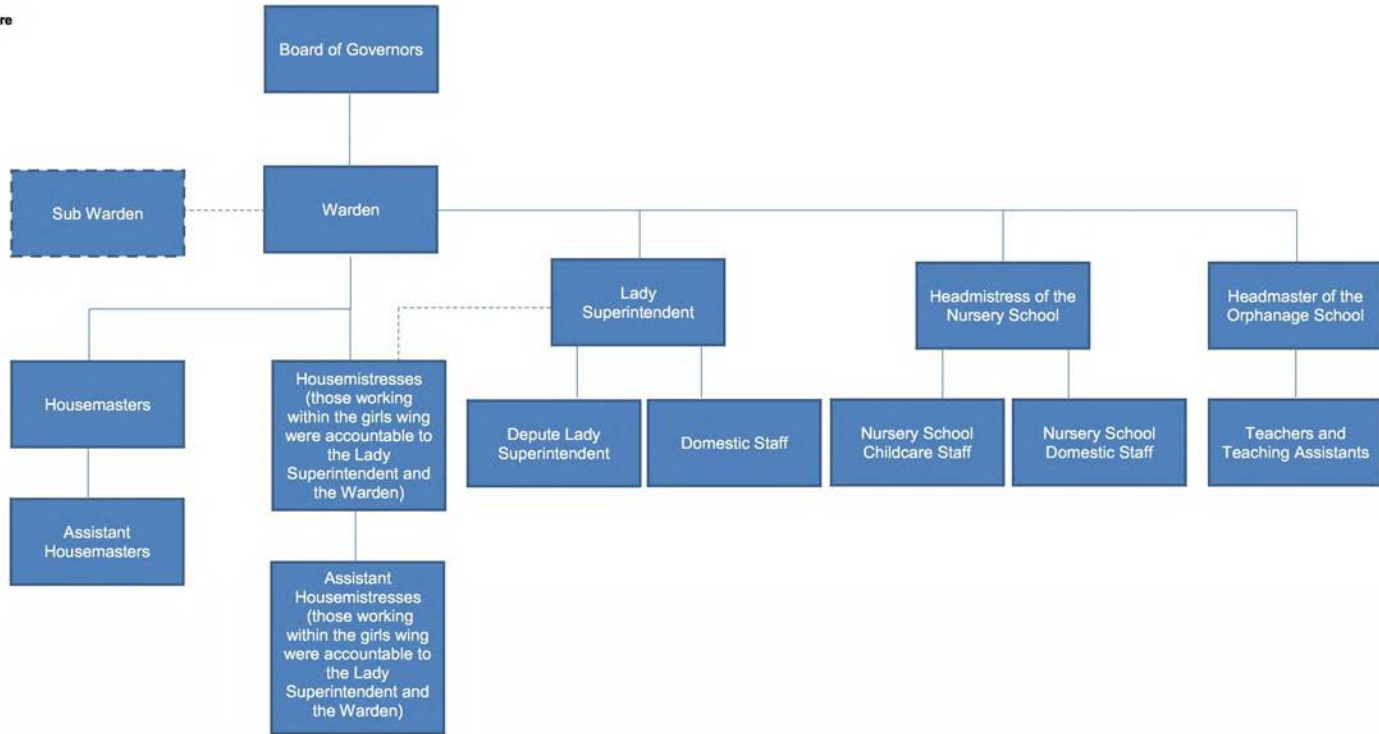 re
Board of Governors
Sub Warden
Warden
Lady
Superintendent
Headmistress of the
Nursery School
Headmaster of the
Orphanage School
Housemasters
Housemistresses
(those working
within the girls wing
were accountable to
the Lady
Superintendent and
the Warden)
Depute Lady
Superintendent
Domestic Staff
Nursery School
Childcare Staff
Nursery School
Domestic Staff
Teachers and
Teaching Assistants
Assistant
Housemasters
Assistant
Housemistresses
(those working
within the girls wing
were accountable to
the Lady
Superintendent and
the Warden)